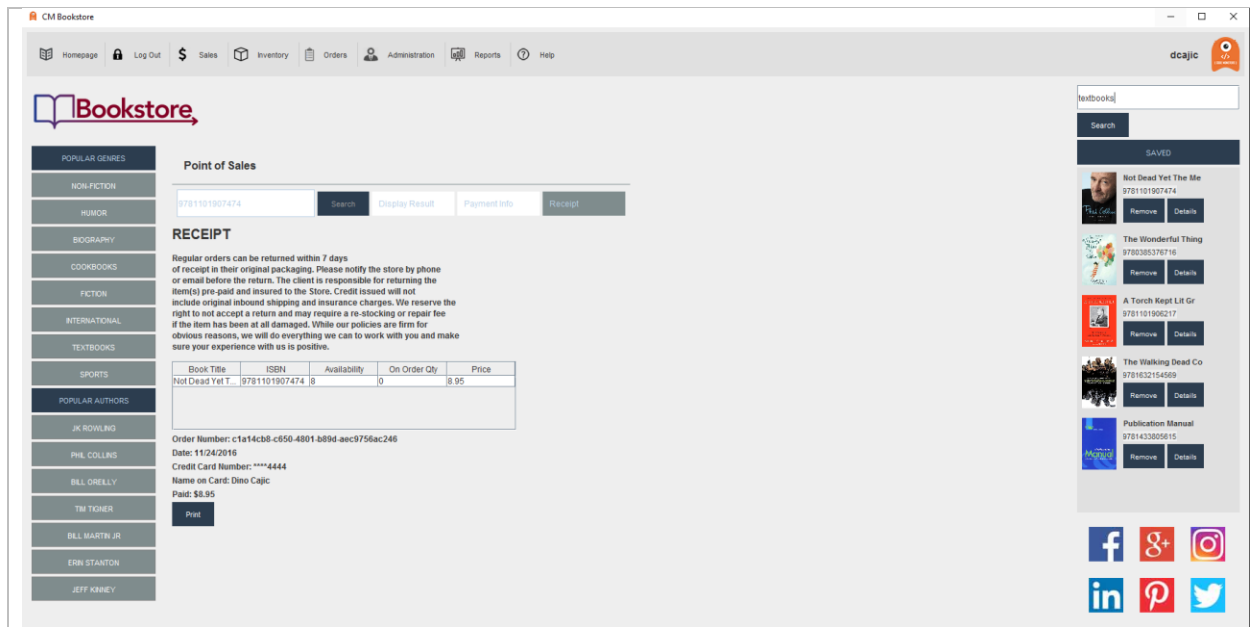 CM Bookstore
Homepage Log Out Sales Inventory Orders Administration Reports Help dcajic
Bookstore
textbooks
Search
POPULAR GENRES
NON-FICTION
HUMOR
BIOGRAPHY
COOKBOOKS
FICTION
INTERNATIONAL
TEXTBOOKS
SPORTS
POPULAR AUTHORS
JK ROWLING
PHIL COLLINS
BILL OREILLY
TIM TIGNER
BILL MARTIN JR
ERIN STANTON
JEFF KINNEY
Point of Sales
9781101907474 Search Display Result Payment Info Receipt
RECEIPT
Regular orders can be returned within 7 days
of receipt in their original packaging. Please notify the store by phone
or email before the return. The client is responsible for returning the
item(s) pre-paid and insured to the Store. Credit issued will not
include original inbound shipping and insurance charges. We reserve the
right to not accept a return and may require a re-stocking or repair fee
if the item has been at all damaged. While our policies are firm for
obvious reasons, we will do everything we can to work with you and make
sure your experience with us is positive.
Book Title ISBN Availability On Order Qty Price
Not Dead Yet T... 9781101907474 8 0 8.95
Order Number: c1a14cb8-c650-4801-b89d-aec9756ac246
Date: 11/24/2016
Credit Card Number: ****4444
Name on Card: Dino Cajic
Paid: $8.95
Print
SAVED
Not Dead Yet The Me
9781101907474
Remove Details
The Wonderful Thing
9780385376716
Remove Details
A Torch Kept Lit Gr
9781101906217
Remove Details
The Walking Dead Co
9781632154569
Remove Details
Publication Manual
9781433805615
Remove Details
Manual